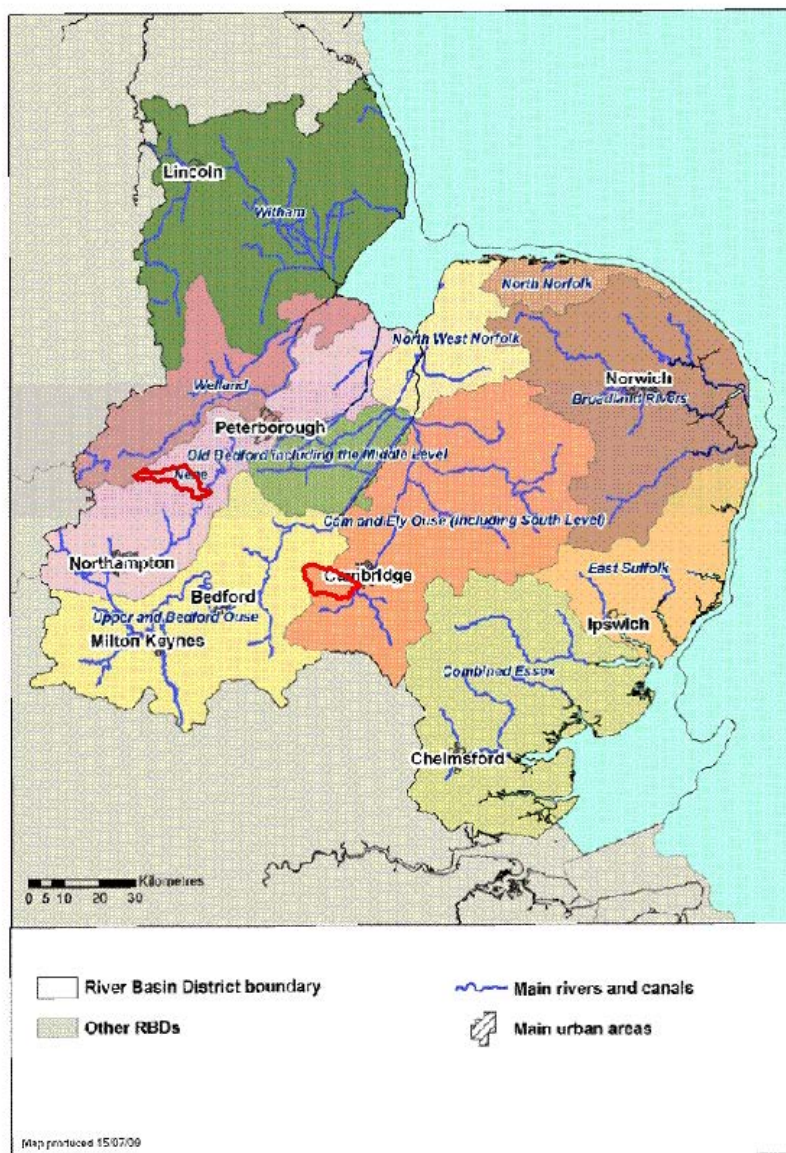 Lincoln
Witham
North Norfolk
North West Norfolk
Welland
Norwich
Broadland Rivers
Peterborough
Old Bedford including the Middle Level
Nene
Cam and Ely Ouse (including South Level)
Northampton
Cambridge
East Suffolk
Bedford
Upper and Bedford Ouse
Ipswich
Milton Keynes
Combined Essex
Chelmsford
Kilometres
0 5 10 20 30
River Basin District boundary
Main rivers and canals
Other RBDs
Main urban areas
Map produced 15/07/09